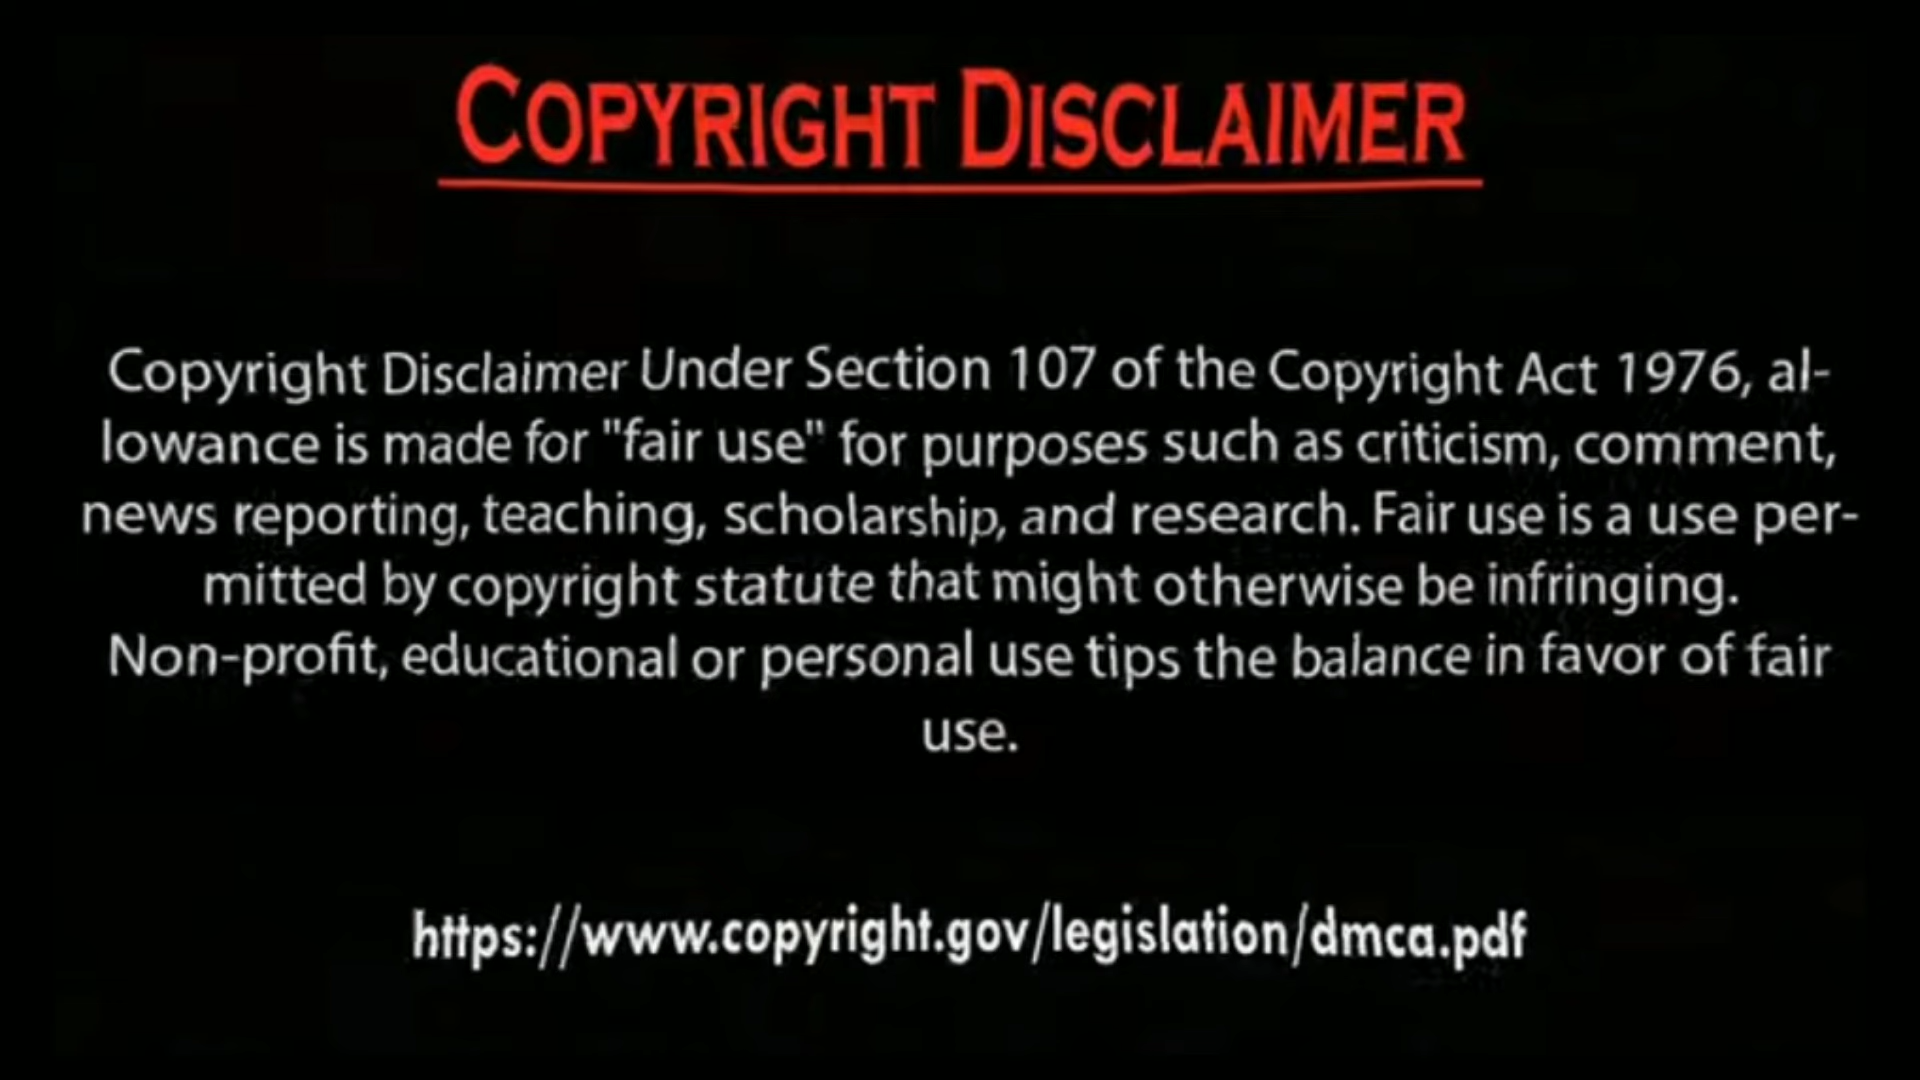 COPYRIGHT DISCLAIMER
Copyright Disclaimer Under Section 107 of the Copyright Act 1976, al-
lowance is made for "fair use" for purposes such as criticism, comment,
news reporting, teaching, scholarship, and research. Fair use is a use per-
mitted by copyright statute that might otherwise be infringing.
Non-profit, educational or personal use tips the balance in favor of fair
use.
https://www.copyright.gov/legislation/dmca.pdf